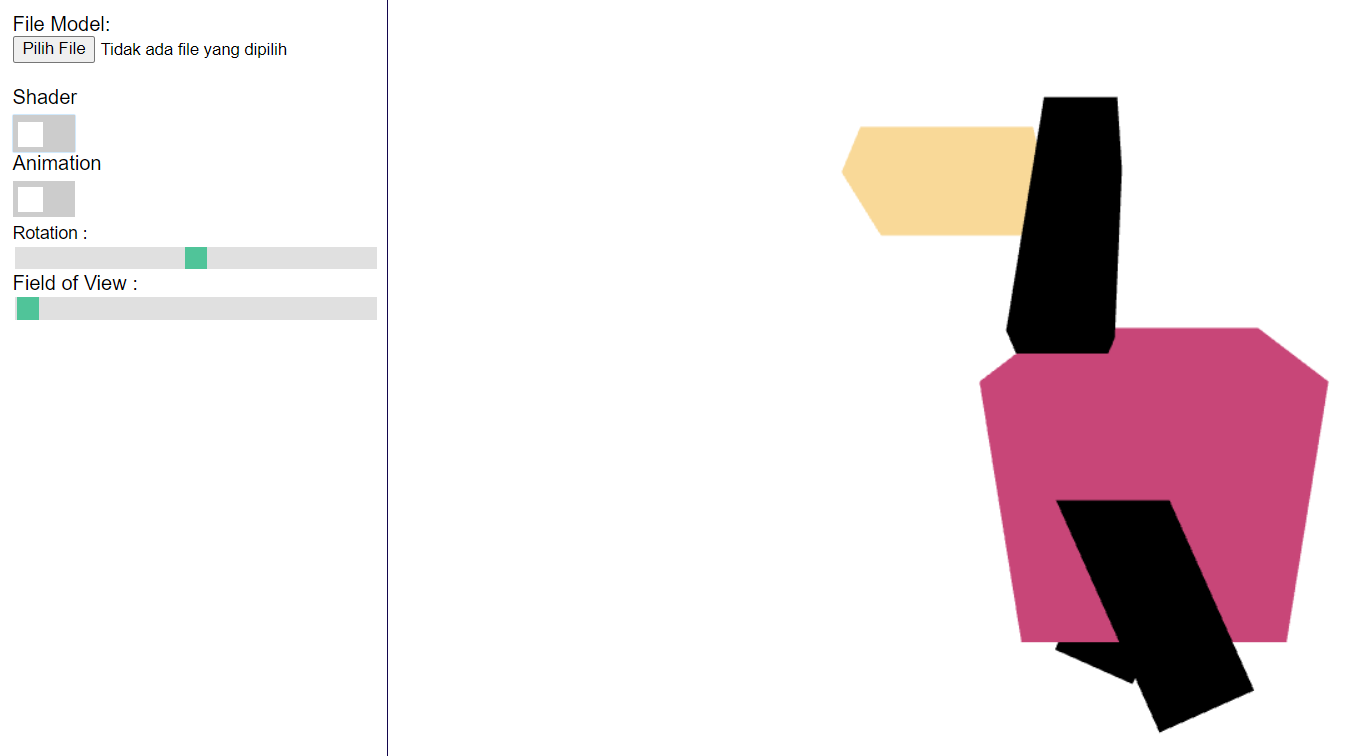 File Model:
Pilih File Tidak ada file yang dipilih
Shader
Animation
Rotation :
Field of View :